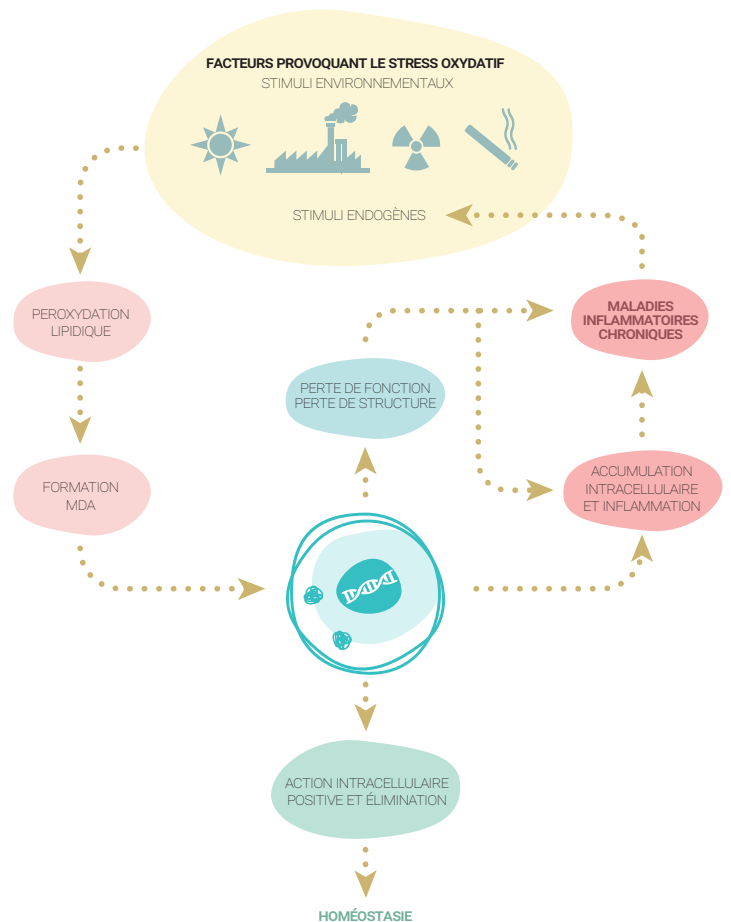 FACTEURS PROVOQUANT LE STRESS OXYDATIF
STIMULI ENVIRONNEMENTAUX
STIMULI ENDOGÈNES
PEROXYDATION
LIPIDIQUE
MALADIES
INFLAMMATOIRES
CHRONIQUES
PERTE DE FONCTION
PERTE DE STRUCTURE
FORMATION
MDA
ACCUMULATION
INTRACELLULAIRE
ET INFLAMMATION
ACTION INTRACELLULAIRE
POSITIVE ET ÉLIMINATION
HOMÉOSTASIE